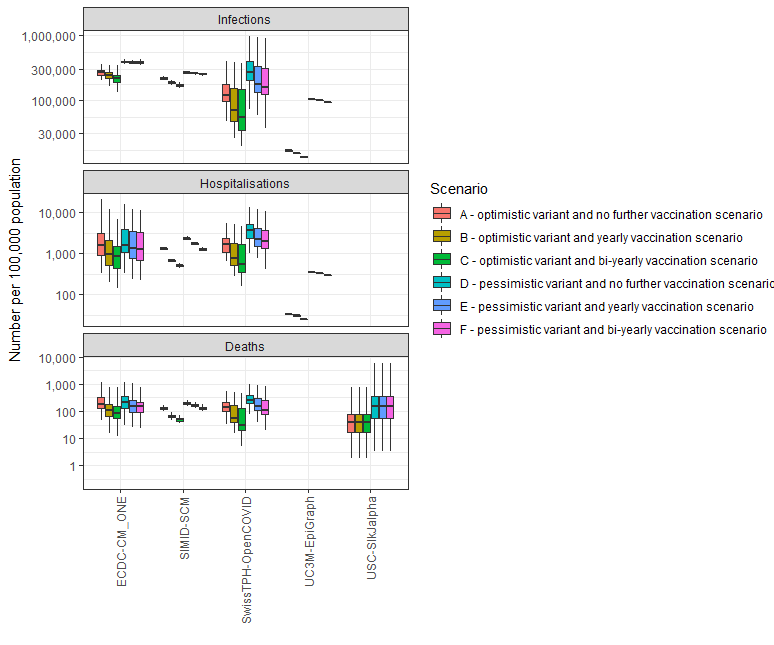 Infections
1,000,000
300,000
100,000
30,000
Hospitalisations
10,000
1,000
100
Deaths
10,000
1,000
100
10
1
Number per 100,000 population
ECDC-CM_ONE
SIMID-SCM
SwissTPH-OpenCOVID
UC3M-EpiGraph
USC-SIkJalpha
Scenario
A - optimistic variant and no further vaccination scenario
B - optimistic variant and yearly vaccination scenario
C - optimistic variant and bi-yearly vaccination scenario
D - pessimistic variant and no further vaccination scenario
E - pessimistic variant and yearly vaccination scenario
F - pessimistic variant and bi-yearly vaccination scenario